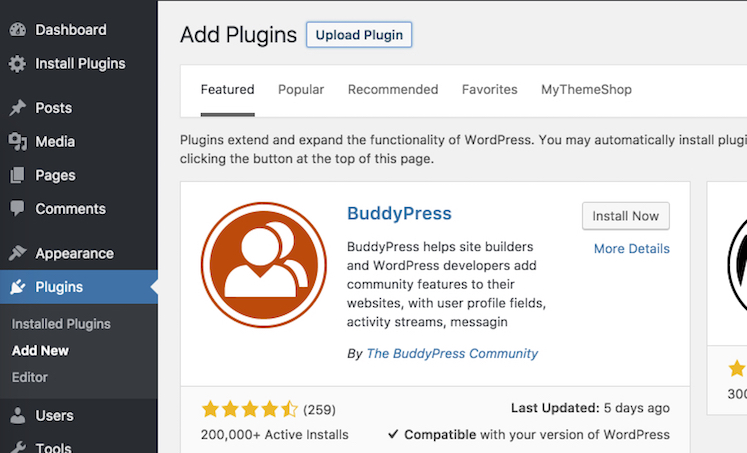 Dashboard
Install Plugins
Posts
Media
Pages
Comments
Appearance
Plugins
Installed Plugins
Add New
Editor
Users
Tools
Add Plugins
Upload Plugin
Featured Popular Recommended Favorites MyThemeShop
Plugins extend and expand the functionality of WordPress. You may automatically install
clicking the button at the top of this page.
BuddyPress
Install Now
More Details
BuddyPress helps site builders
and WordPress developers add
community features to their
websites, with user profile fields,
activity streams, messagin
By The BuddyPress Community
(259)
200,000+ Active Installs
Last Updated: 5 days ago
Compatible with your version of WordPress